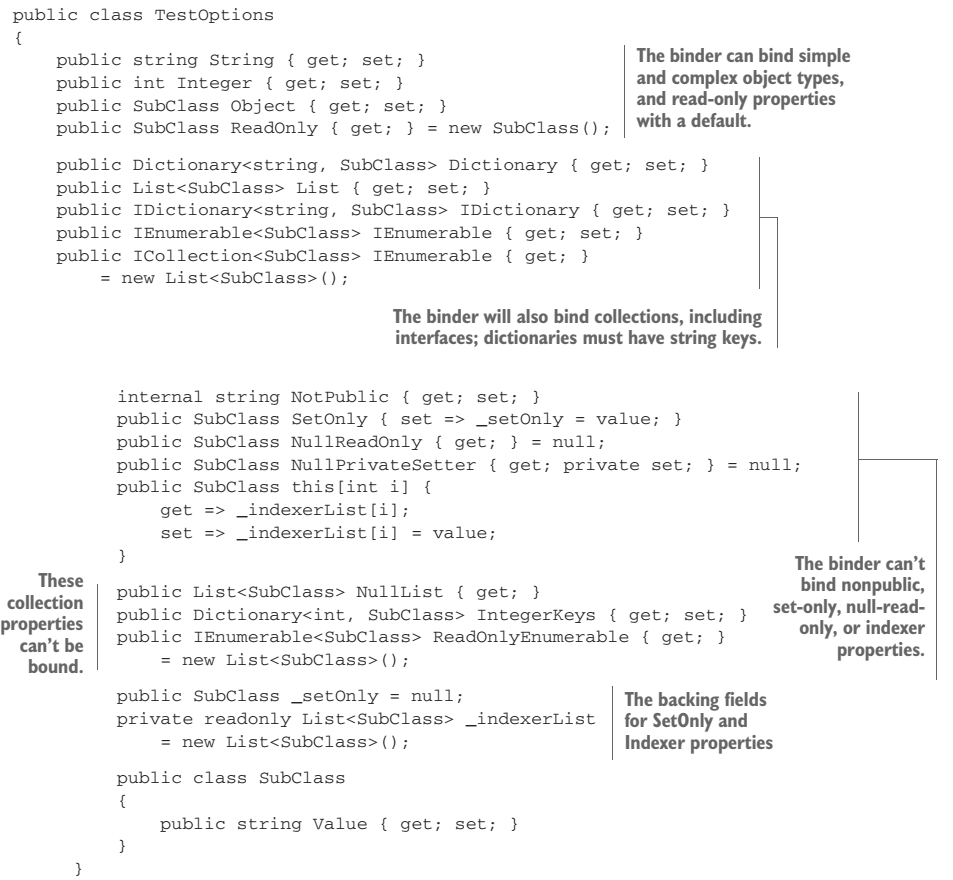 public class TestOptions
{
    public string String { get; set; }
    public int Integer { get; set; }
    public SubClass Object { get; set; }
    public SubClass ReadOnly { get; } = new SubClass();
The binder can bind simple
and complex object types,
and read-only properties
with a default.
    public Dictionary<string, SubClass> Dictionary { get; set; }
    public List<SubClass> List { get; set; }
    public IDictionary<string, SubClass> IDictionary { get; set; }
    public IEnumerable<SubClass> IEnumerable { get; set; }
    public ICollection<SubClass> IEnumerable { get; }
        = new List<SubClass>();
The binder will also bind collections, including
interfaces; dictionaries must have string keys.
    internal string NotPublic { get; set; }
    public SubClass SetOnly { set => _setOnly = value; }
    public SubClass NullReadOnly { get; } = null;
    public SubClass NullPrivateSetter { get; private set; } = null;
    public SubClass this[int i] {
        get => _indexerList[i];
        set => _indexerList[i] = value;
    }
The binder can't
bind nonpublic,
set-only, null-read-
only, or indexer
properties.
These
collection
properties
can't be
bound.
    public List<SubClass> NullList { get; }
    public Dictionary<int, SubClass> IntegerKeys { get; set; }
    public IEnumerable<SubClass> ReadOnlyEnumerable { get; }
        = new List<SubClass>();
    public SubClass _setOnly = null;
    private readonly List<SubClass> _indexerList
        = new List<SubClass>();
The backing fields
for SetOnly and
Indexer properties
    public class SubClass
    {
        public string Value { get; set; }
    }
}